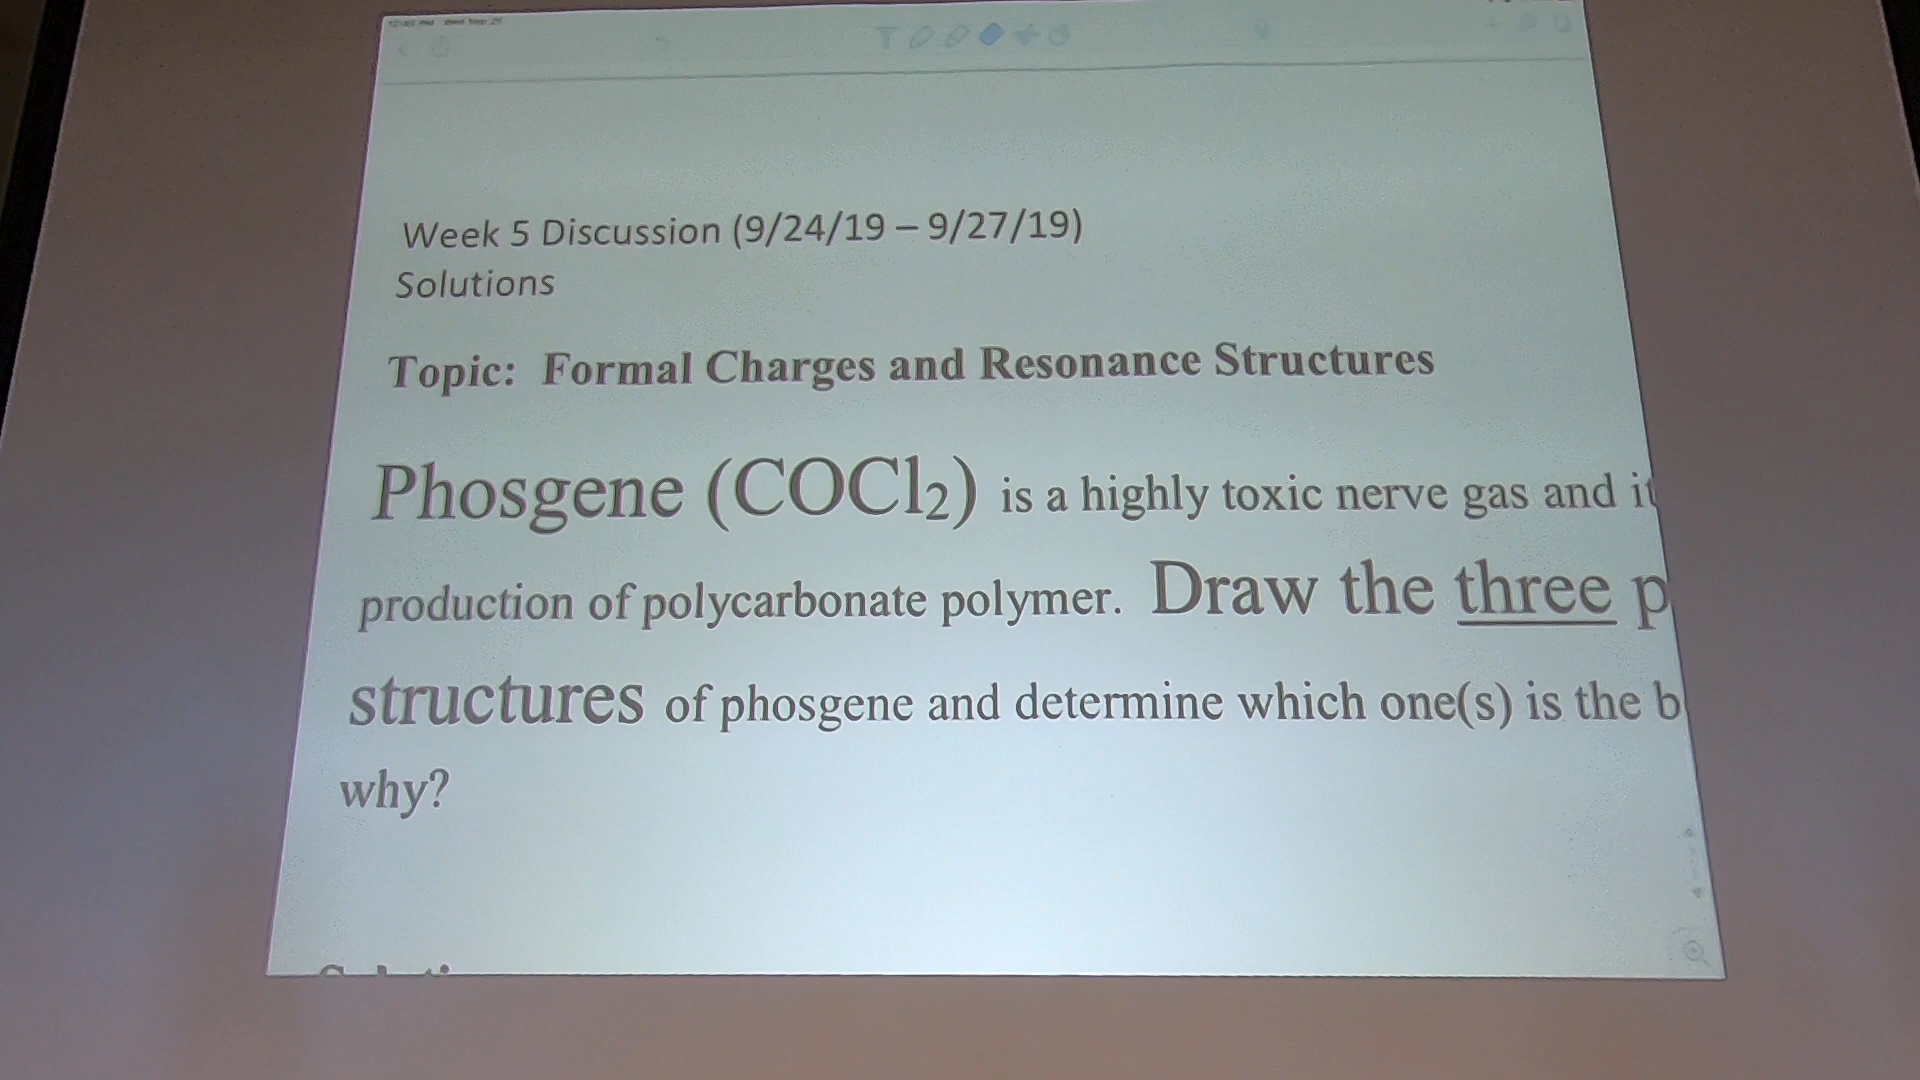 Week 5 Discussion (9/24/19 – 9/27/19)
Solutions
Topic: Formal Charges and Resonance Structures
Phosgene (COCl₂) is a highly toxic nerve gas and it
production of polycarbonate polymer. Draw the three p
structures of phosgene and determine which one(s) is the b
why?